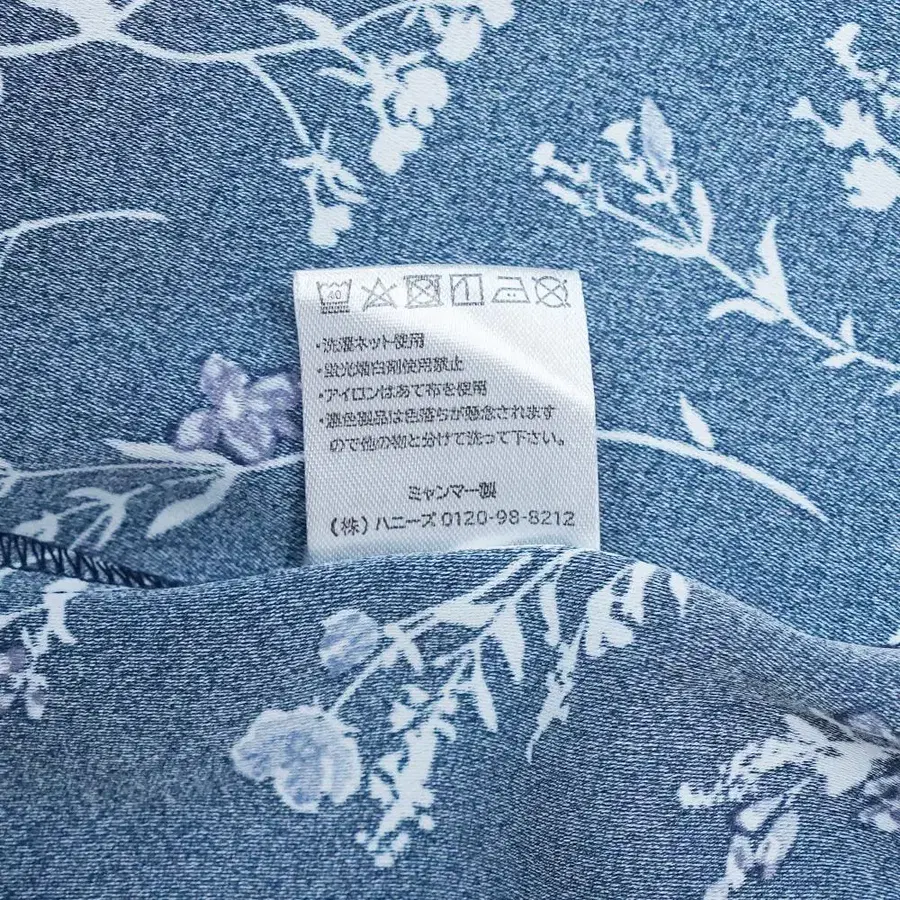 40
・洗濯ネット使用
・蛍光増白剤使用禁止
・アイロンはあて布を使用
・濃色製品は色落ちが懸念されます
ので他の物と分けて洗って下さい。
ミャンマー製
(株)ハニーズ 0120-98-8212